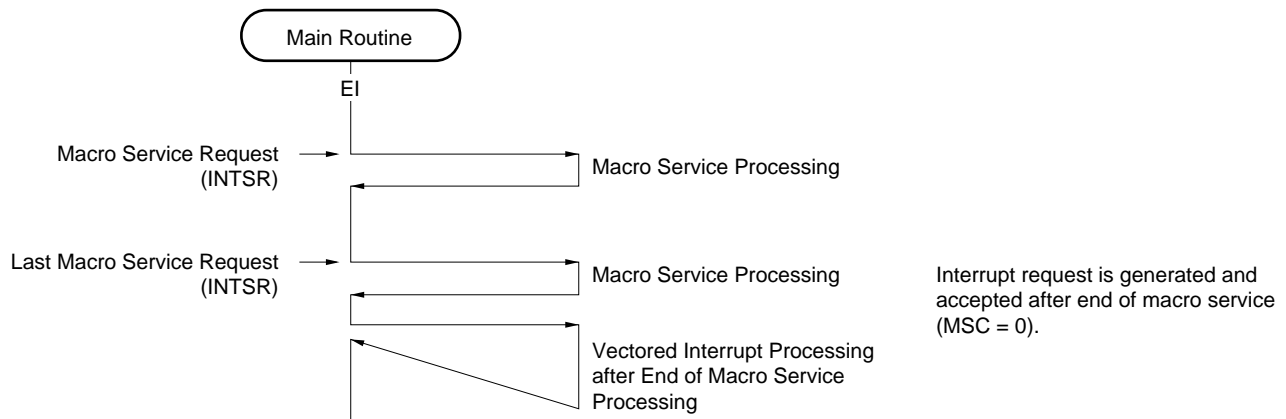 Main Routine
EI
Macro Service Request
(INTSR)
Macro Service Processing
Last Macro Service Request
(INTSR)
Macro Service Processing
Interrupt request is generated and
accepted after end of macro service
(MSC = 0).
Vectored Interrupt Processing
after End of Macro Service
Processing